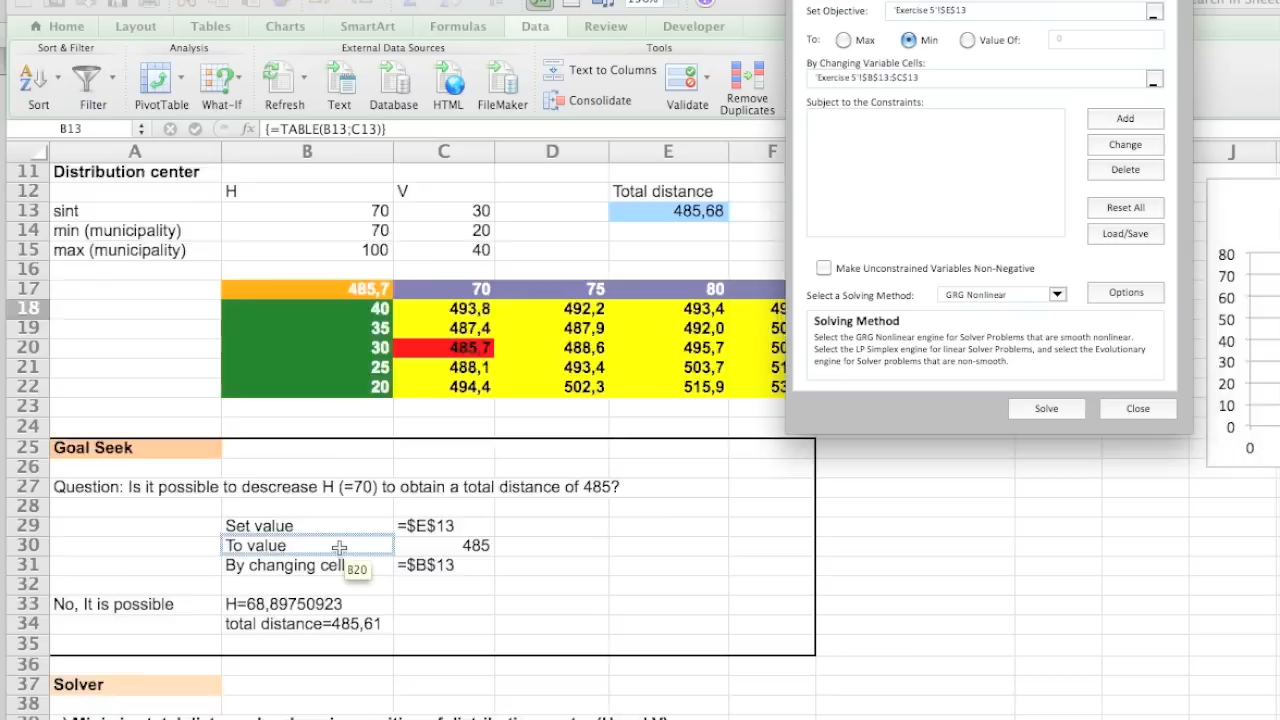 Home Layout Tables Charts SmartArt Formulas Data Review Developer
Sort & Filter Analysis External Data Sources Tools
Sort Filter PivotTable What-If Refresh Text Database HTML FileMaker Text to Columns Consolidate Validate Remove Duplicates
B13 fx {=TABLE(B13;C13)}
A B C D E F J
11 Distribution center
12 H V Total distance
13 sint 70 30 485,68
14 min (municipality) 70 20
15 max (municipality) 100 40
16
17 485,7 70 75 80
18 40 493,8 492,2 493,4 49
19 35 487,4 487,9 492,0 50
20 30 485,7 488,6 495,7
21 25 488,1 493,4 503,7 51
22 20 494,4 502,3 515,9 53
23
24
25 Goal Seek
26
27 Question: Is it possible to descrease H (=70) to obtain a total distance of 485?
28
29 Set value =$E$13
30 To value 485
31 By changing cell =$B$13
B20
32
33 No, It is possible H=68,89750923
34 total distance=485,61
35
36
37 Solver
38
Set Objective: 'Exercise 5'!$E$13
To: Max Min Value Of: 0
By Changing Variable Cells:
'Exercise 5'!$B$13:$C$13
Subject to the Constraints:
Add
Change
Delete
Reset All
Load/Save
Make Unconstrained Variables Non-Negative
Select a Solving Method: GRG Nonlinear Options
Solving Method
Select the GRG Nonlinear engine for Solver Problems that are smooth nonlinear.
Select the LP Simplex engine for linear Solver Problems, and select the Evolutionary
engine for Solver problems that are non-smooth.
Solve Close
80
70
60
50
40
30
20
10
0
0